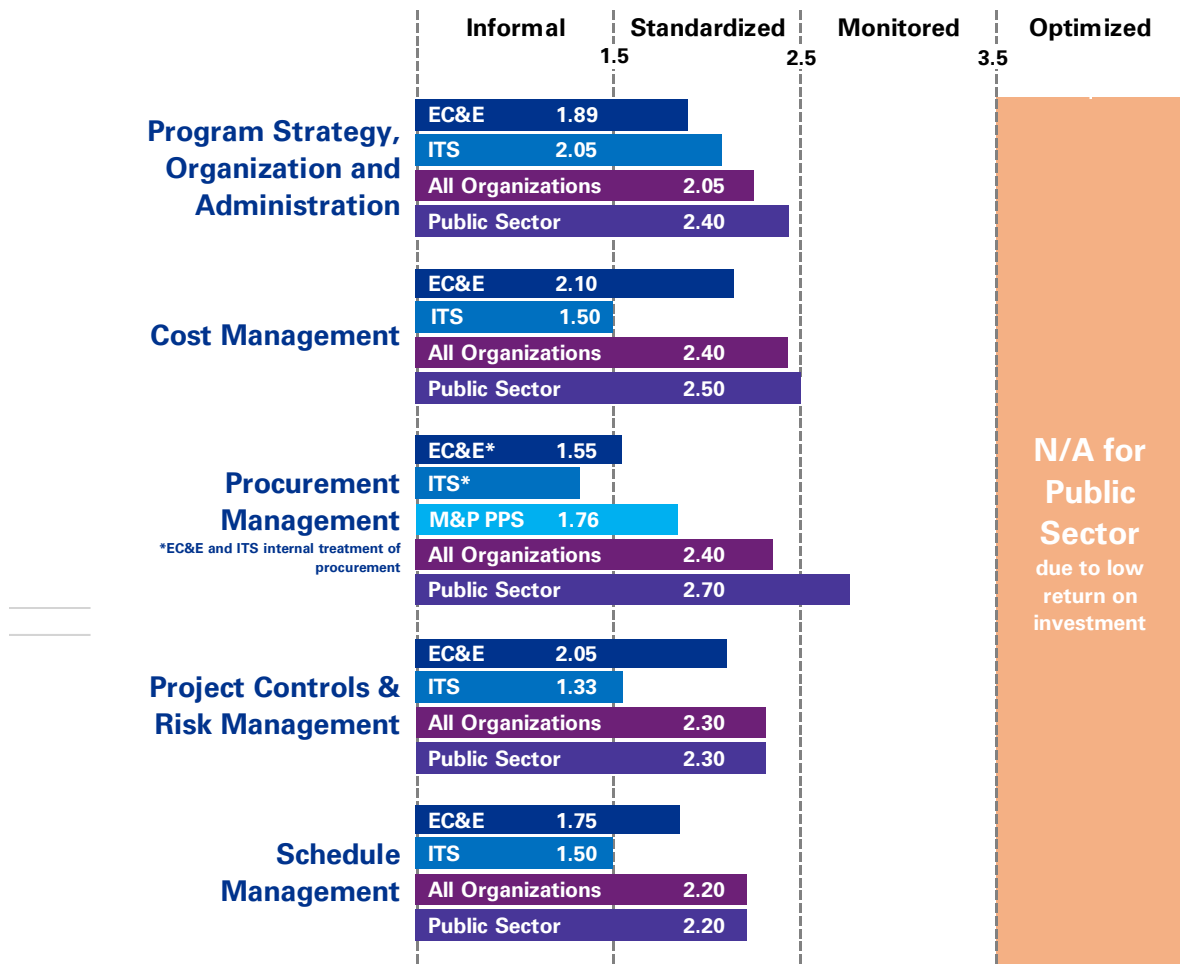 Informal Standardized Monitored Optimized
1.5 2.5 3.5
Program Strategy,
Organization and
Administration
EC&E 1.89
ITS 2.05
All Organizations 2.05
Public Sector 2.40
Cost Management
EC&E 2.10
ITS 1.50
All Organizations 2.40
Public Sector 2.50
Procurement
Management
*EC&E and ITS internal treatment of
procurement
EC&E* 1.55
ITS*
M&P PPS 1.76
All Organizations 2.40
Public Sector 2.70
Project Controls &
Risk Management
EC&E 2.05
ITS 1.33
All Organizations 2.30
Public Sector 2.30
Schedule
Management
EC&E 1.75
ITS 1.50
All Organizations 2.20
Public Sector 2.20
N/A for
Public
Sector
due to low
return on
investment